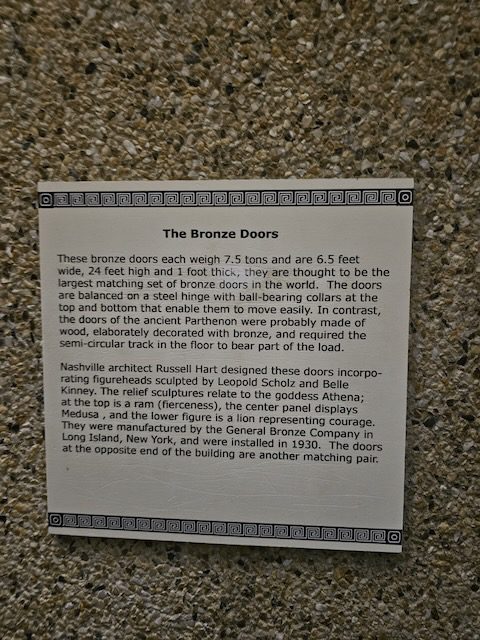 The Bronze Doors
These bronze doors each weigh 7.5 tons and are 6.5 feet
wide, 24 feet high and 1 foot thick, they are thought to be the
largest matching set of bronze doors in the world. The doors
are balanced on a steel hinge with ball-bearing collars at the
top and bottom that enable them to move easily. In contrast,
the doors of the ancient Parthenon were probably made of
wood, elaborately decorated with bronze, and required the
semi-circular track in the floor to bear part of the load.
Nashville architect Russell Hart designed these doors incorpo-
rating figureheads sculpted by Leopold Scholz and Belle
Kinney. The relief sculptures relate to the goddess Athena;
at the top is a ram (fierceness), the center panel displays
Medusa , and the lower figure is a lion representing courage.
They were manufactured by the General Bronze Company in
Long Island, New York, and were installed in 1930. The doors
at the opposite end of the building are another matching pair.